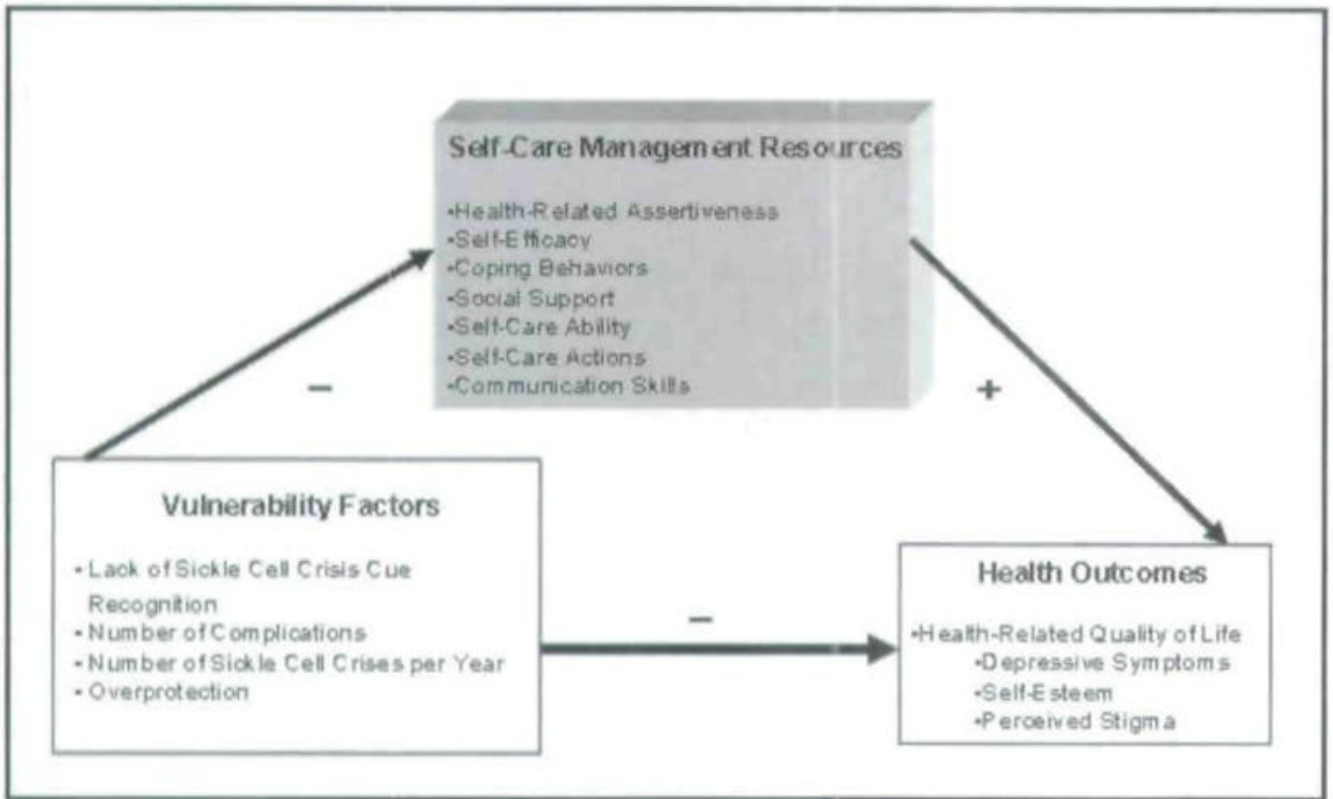 Self-Care Management Resources
•Health-Related Assertiveness
•Self-Efficacy
•Coping Behaviors
•Social Support
•Self-Care Ability
•Self-Care Actions
•Communication Skills
–
+
Vulnerability Factors
• Lack of Sickle Cell Crisis Cue
Recognition
• Number of Complications
• Number of Sickle Cell Crises per Year
• Overprotection
–
Health Outcomes
•Health-Related Quality of Life
•Depressive Symptoms
•Self-Esteem
•Perceived Stigma